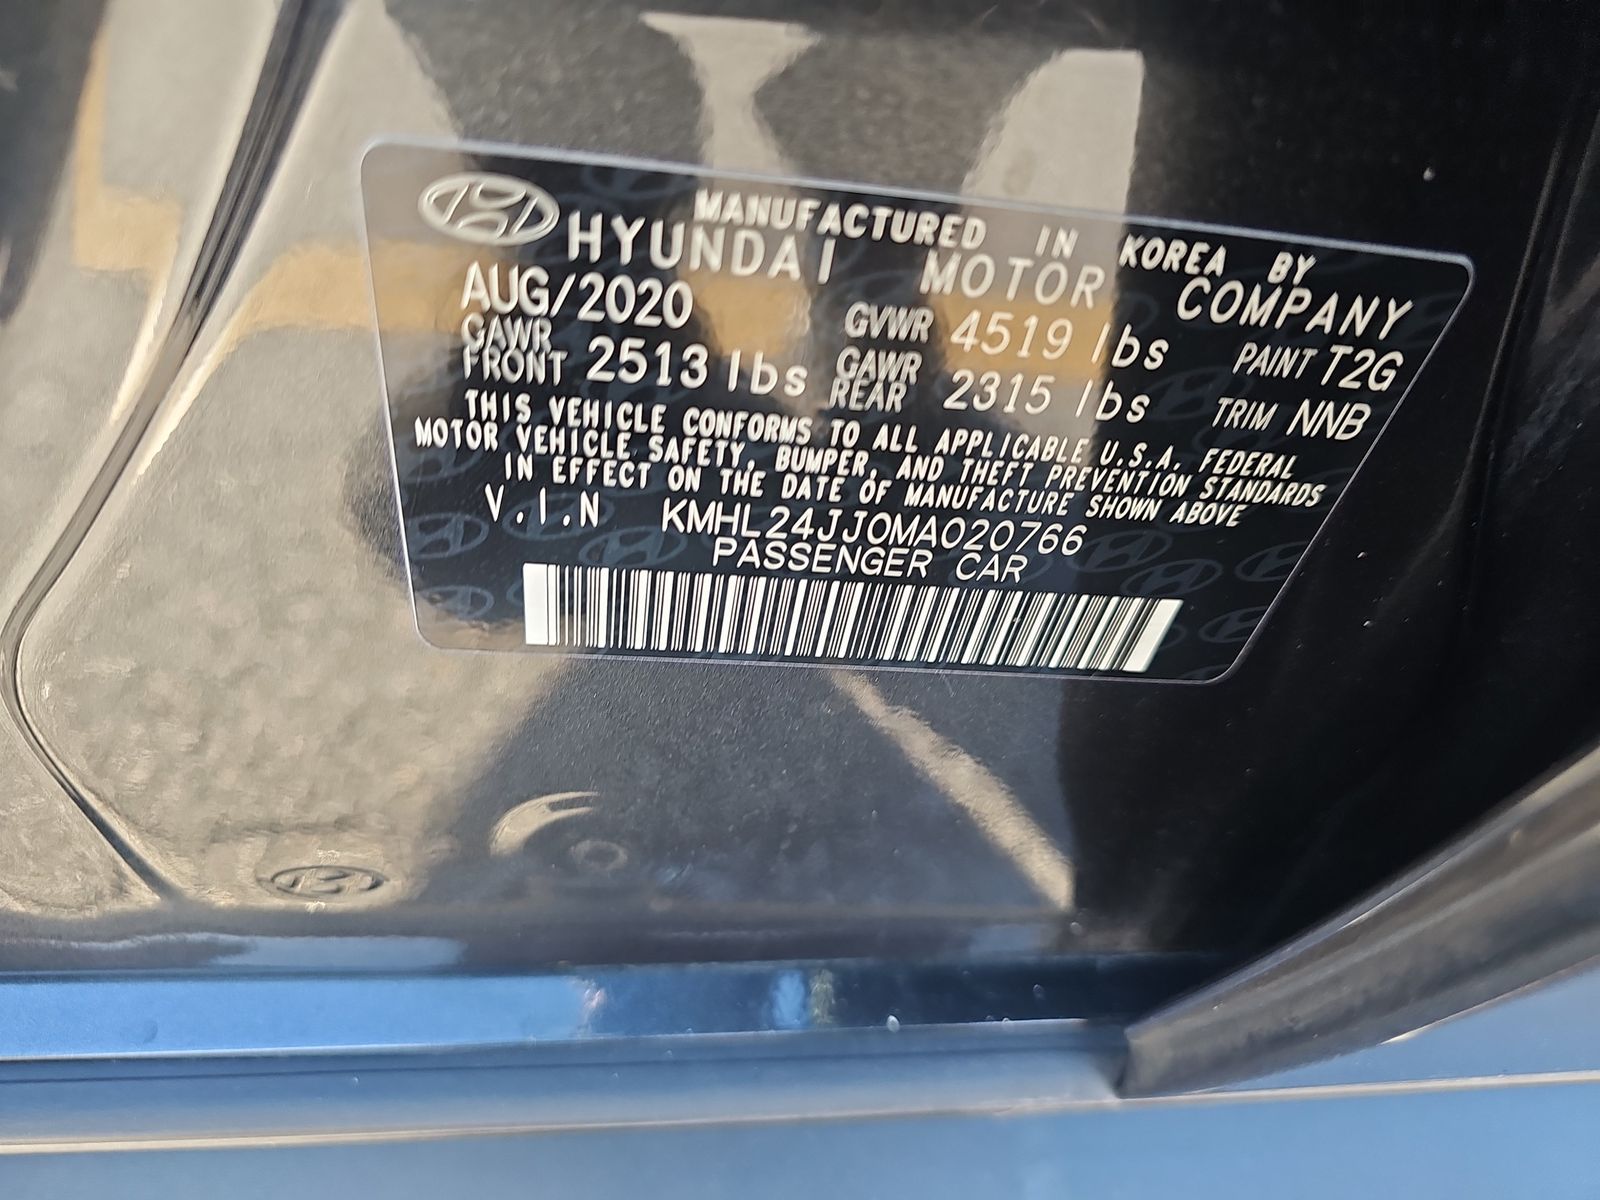 MANUFACTURED IN KOREA BY
HYUNDAI MOTOR COMPANY
AUG/2020 GVWR 4519 lbs PAINT T2G
GAWR FRONT 2513 lbs GAWR REAR 2315 lbs TRIM NNB
THIS VEHICLE CONFORMS TO ALL APPLICABLE U.S.A. FEDERAL
MOTOR VEHICLE SAFETY, BUMPER, AND THEFT PREVENTION STANDARDS
IN EFFECT ON THE DATE OF MANUFACTURE SHOWN ABOVE
V.I.N KMHL24JJ0MA020766
PASSENGER CAR